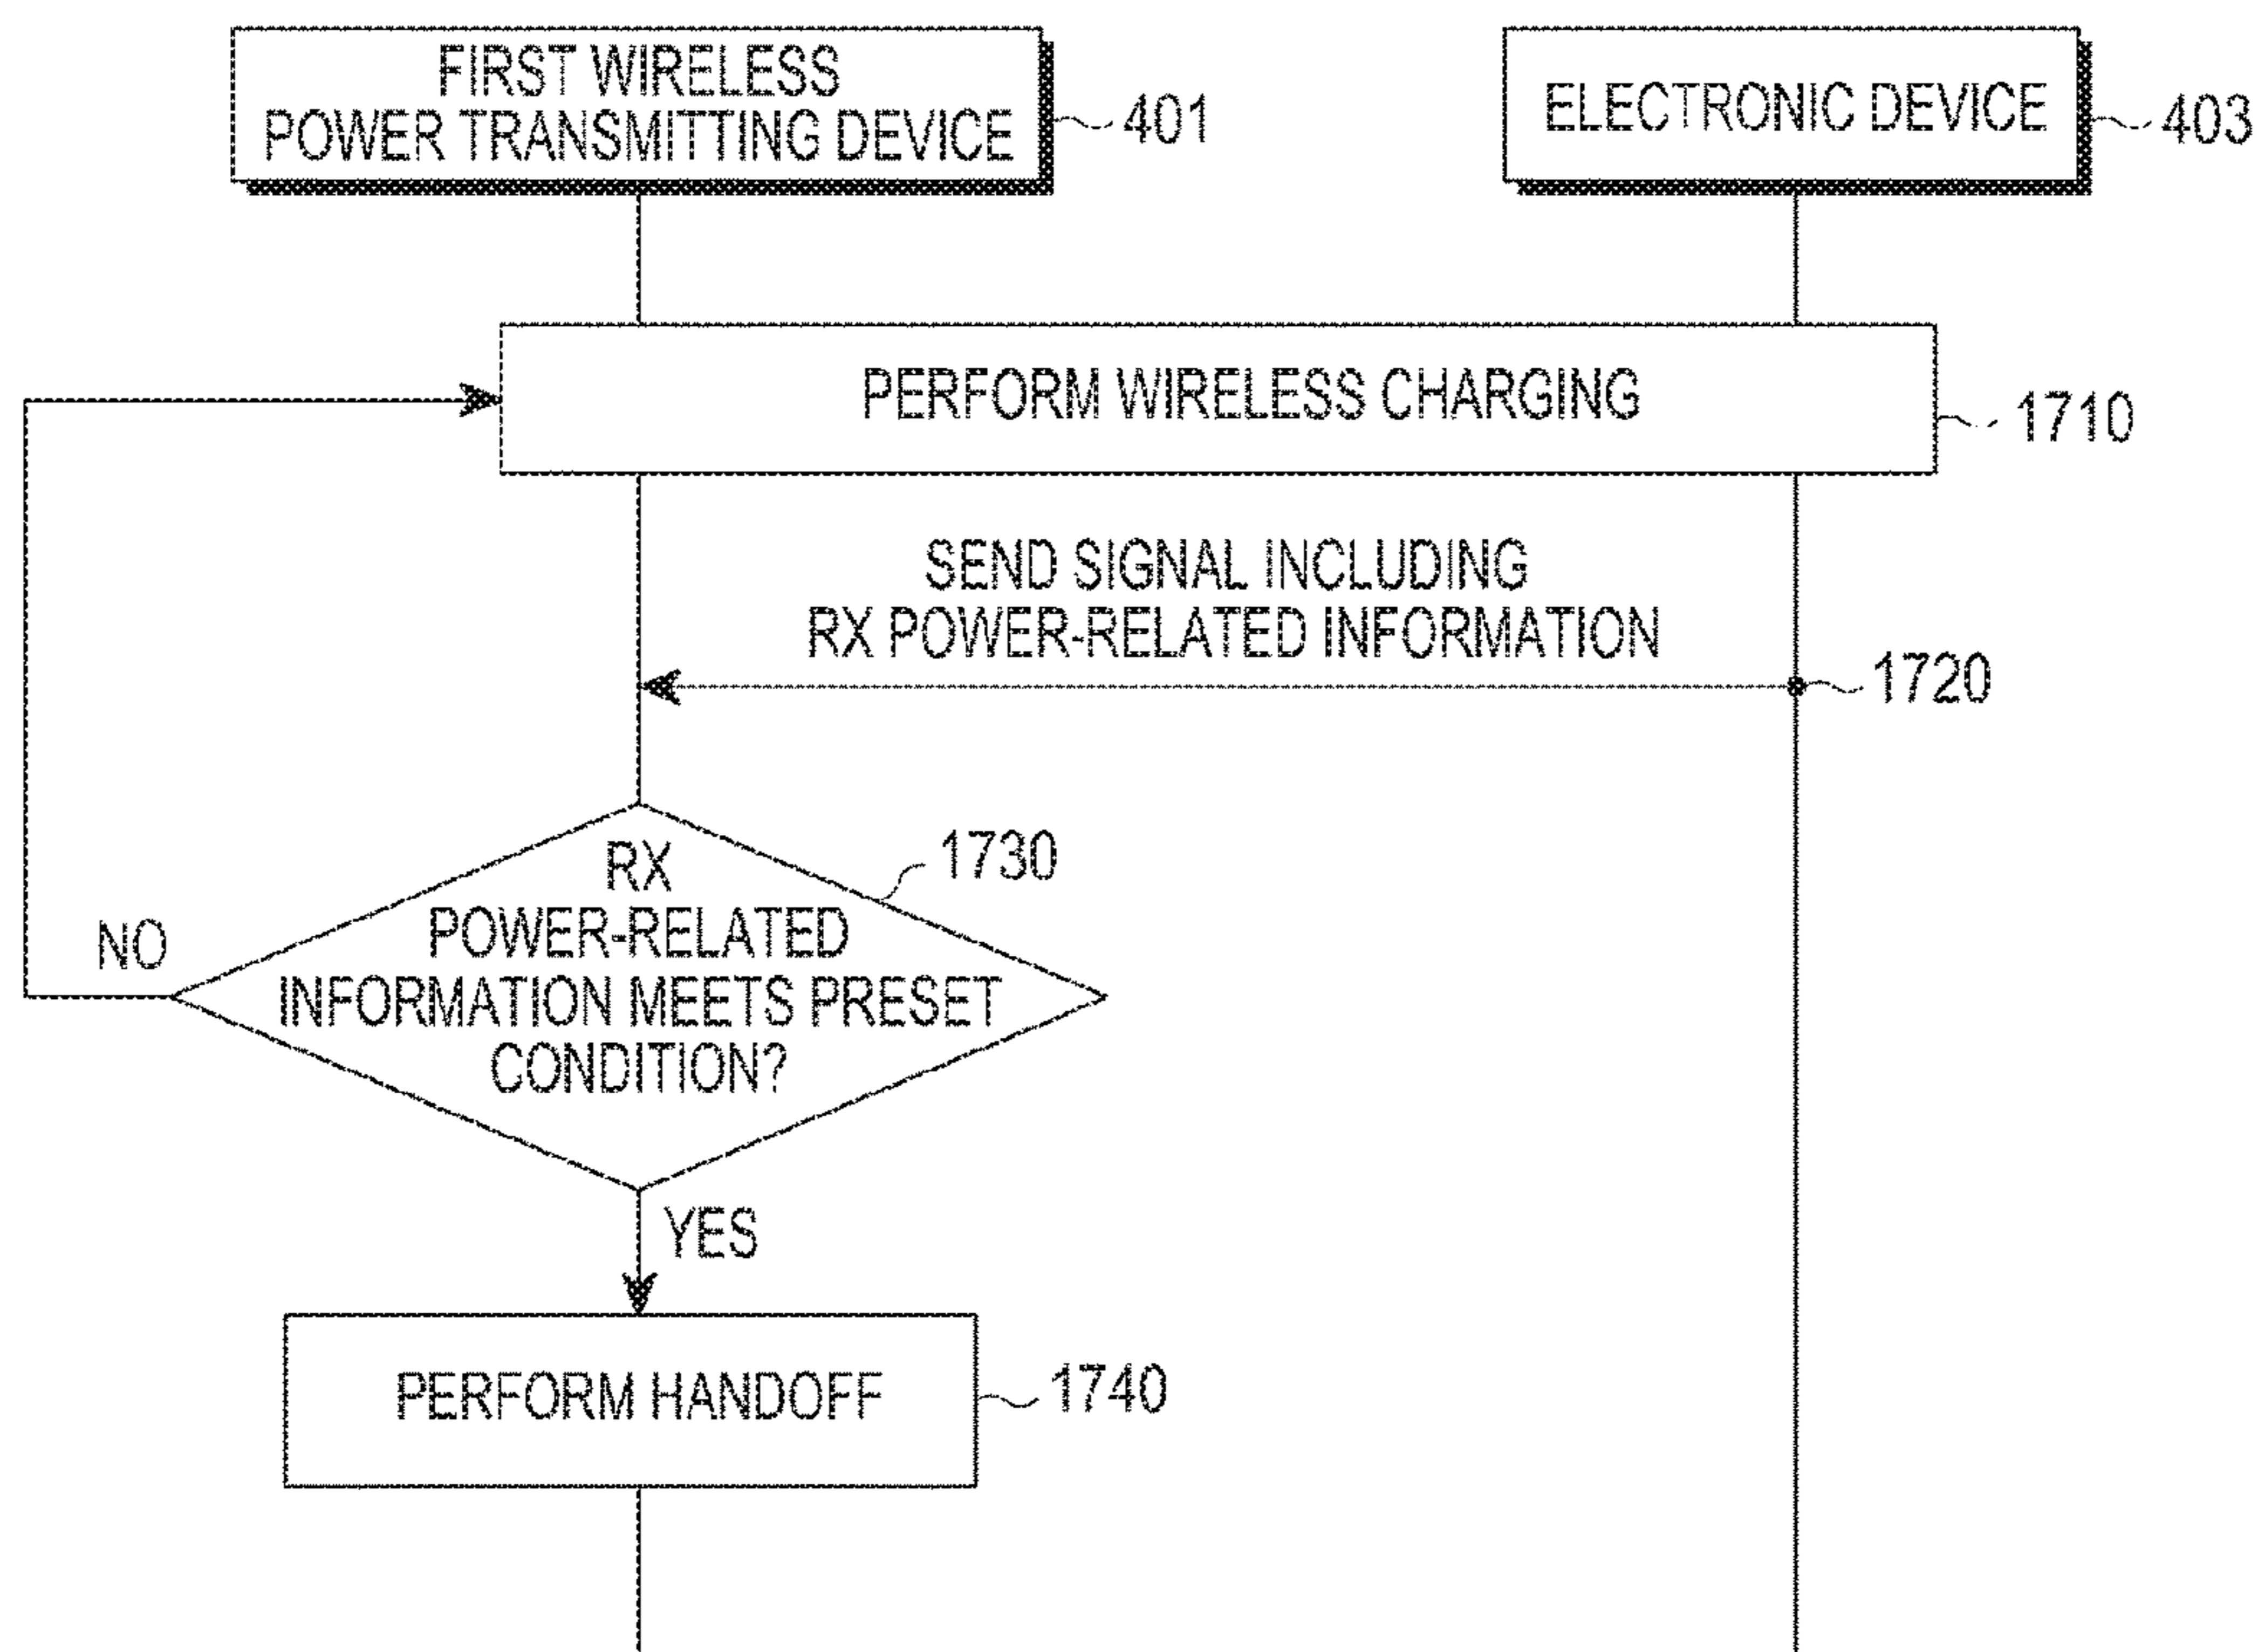 FIRST WIRELESS
POWER TRANSMITTING DEVICE
401
ELECTRONIC DEVICE
403
PERFORM WIRELESS CHARGING
1710
SEND SIGNAL INCLUDING
RX POWER-RELATED INFORMATION
1720
RX
POWER-RELATED
INFORMATION MEETS PRESET
CONDITION?
1730
NO
YES
PERFORM HANDOFF
1740